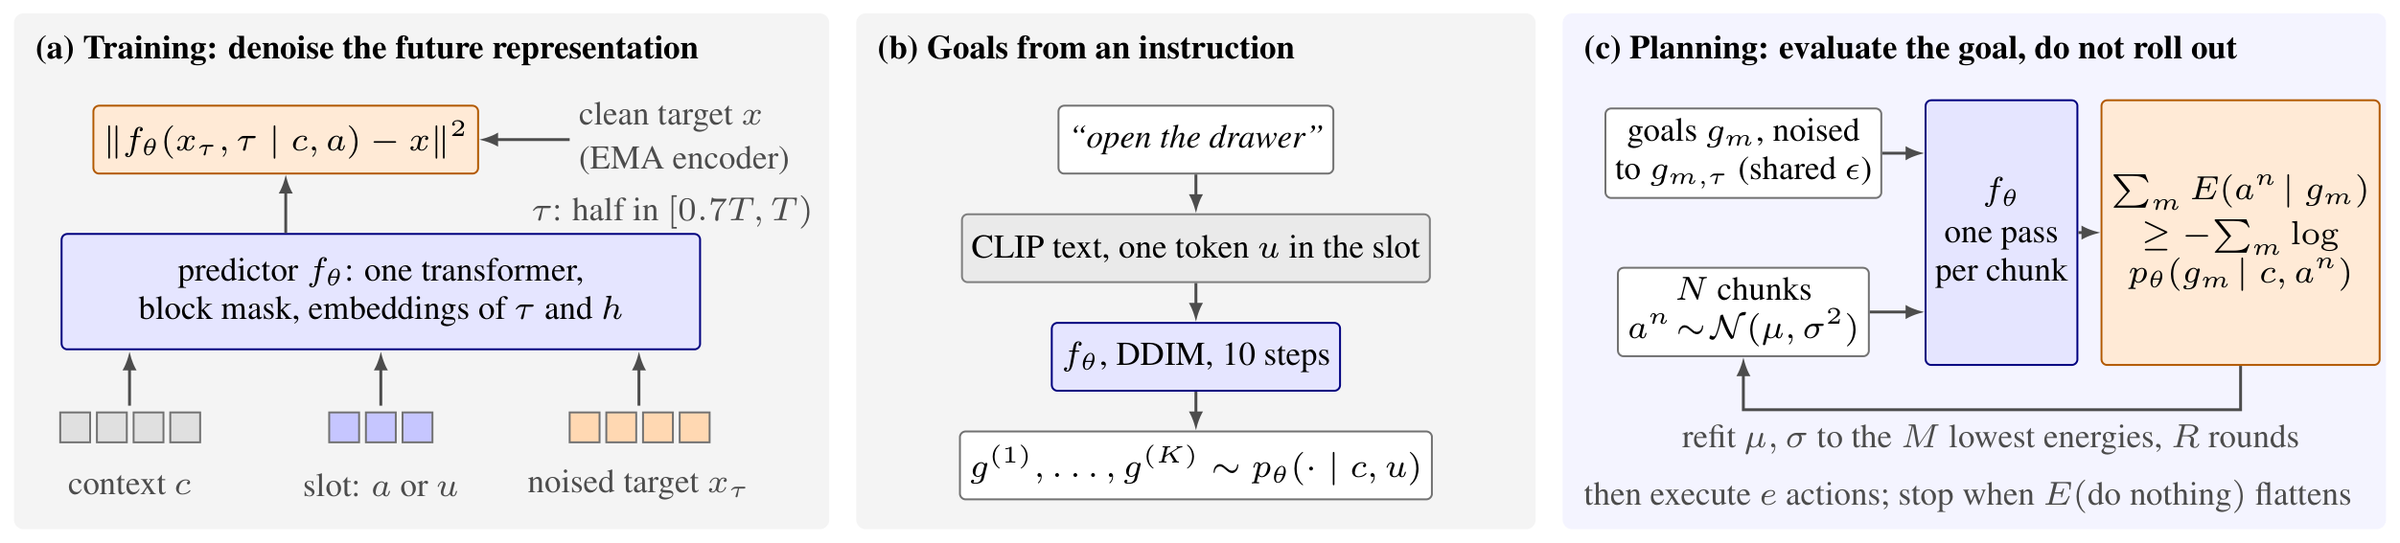 (a) Training: denoise the future representation
‖f_θ(x_τ, τ | c, a) − x‖²
clean target x
(EMA encoder)
τ: half in [0.7T, T)
predictor f_θ: one transformer,
block mask, embeddings of τ and h
context c
slot: a or u
noised target x_τ
(b) Goals from an instruction
“open the drawer”
CLIP text, one token u in the slot
f_θ, DDIM, 10 steps
g^(1), . . . , g^(K) ∼ p_θ(· | c, u)
(c) Planning: evaluate the goal, do not roll out
goals g_m, noised
to g_{m,τ} (shared ϵ)
N chunks
a^n ∼ 𝒩(μ, σ²)
f_θ
one pass
per chunk
∑_m E(a^n | g_m)
≥ −∑_m log
p_θ(g_m | c, a^n)
refit μ, σ to the M lowest energies, R rounds
then execute e actions; stop when E(do nothing) flattens